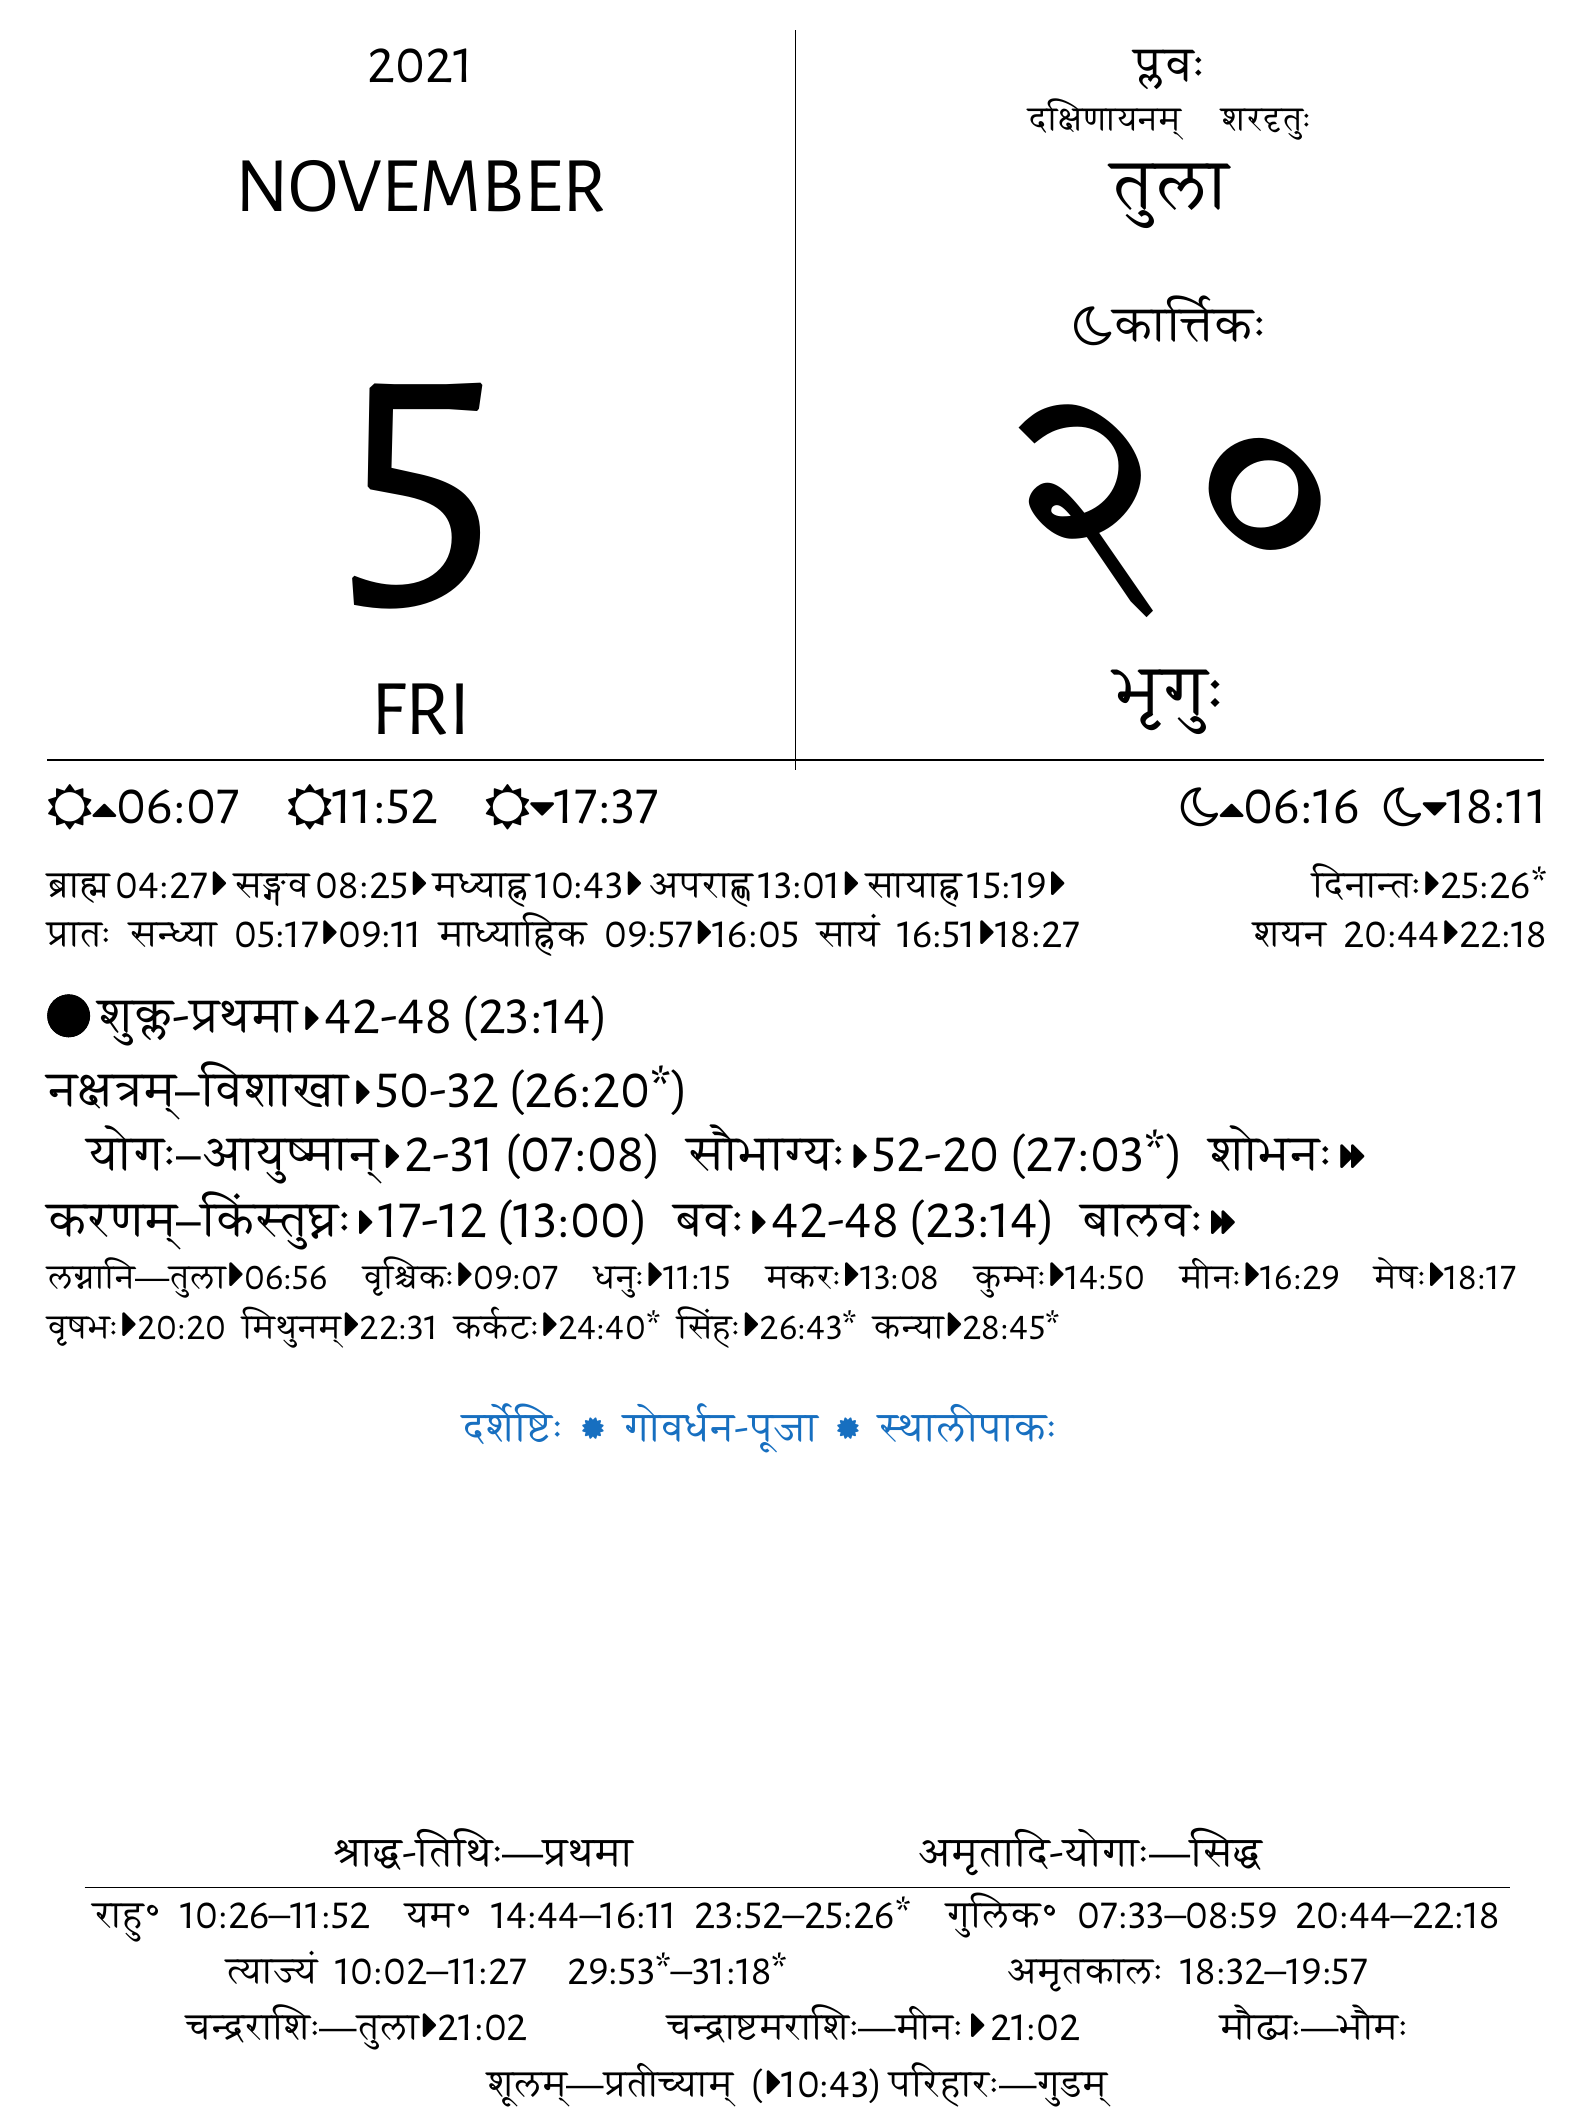 2021
NOVEMBER
5
FRI
प्लवः
दक्षिणायनम् शरदृतुः
तुला
कार्त्तिकः
२०
भृगुः
06:07 11:52 17:37 06:16 18:11
ब्राह्म 04:27 सङ्गव 08:25 मध्याह्न 10:43 अपराह्ण 13:01 सायाह्न 15:19 दिनान्तः 25:26*
प्रातः सन्ध्या 05:17 09:11 माध्याह्निक 09:57 16:05 सायं 16:51 18:27 शयन 20:44 22:18
शुक्ल-प्रथमा 42-48 (23:14)
नक्षत्रम्–विशाखा 50-32 (26:20*)
योगः–आयुष्मान् 2-31 (07:08) सौभाग्यः 52-20 (27:03*) शोभनः
करणम्–किंस्तुघ्नः 17-12 (13:00) बवः 42-48 (23:14) बालवः
लग्नानि—तुला 06:56 वृश्चिकः 09:07 धनुः 11:15 मकरः 13:08 कुम्भः 14:50 मीनः 16:29 मेषः 18:17
वृषभः 20:20 मिथुनम् 22:31 कर्कटः 24:40* सिंहः 26:43* कन्या 28:45*
दर्शेष्टिः ✹ गोवर्धन-पूजा ✹ स्थालीपाकः
श्राद्ध-तिथिः—प्रथमा अमृतादि-योगाः—सिद्ध
राहु॰ 10:26–11:52 यम॰ 14:44–16:11 23:52–25:26* गुलिक॰ 07:33–08:59 20:44–22:18
त्याज्यं 10:02–11:27 29:53*–31:18* अमृतकालः 18:32–19:57
चन्द्रराशिः—तुला 21:02 चन्द्राष्टमराशिः—मीनः 21:02 मौढ्यः—भौमः
शूलम्—प्रतीच्याम् (10:43) परिहारः—गुडम्